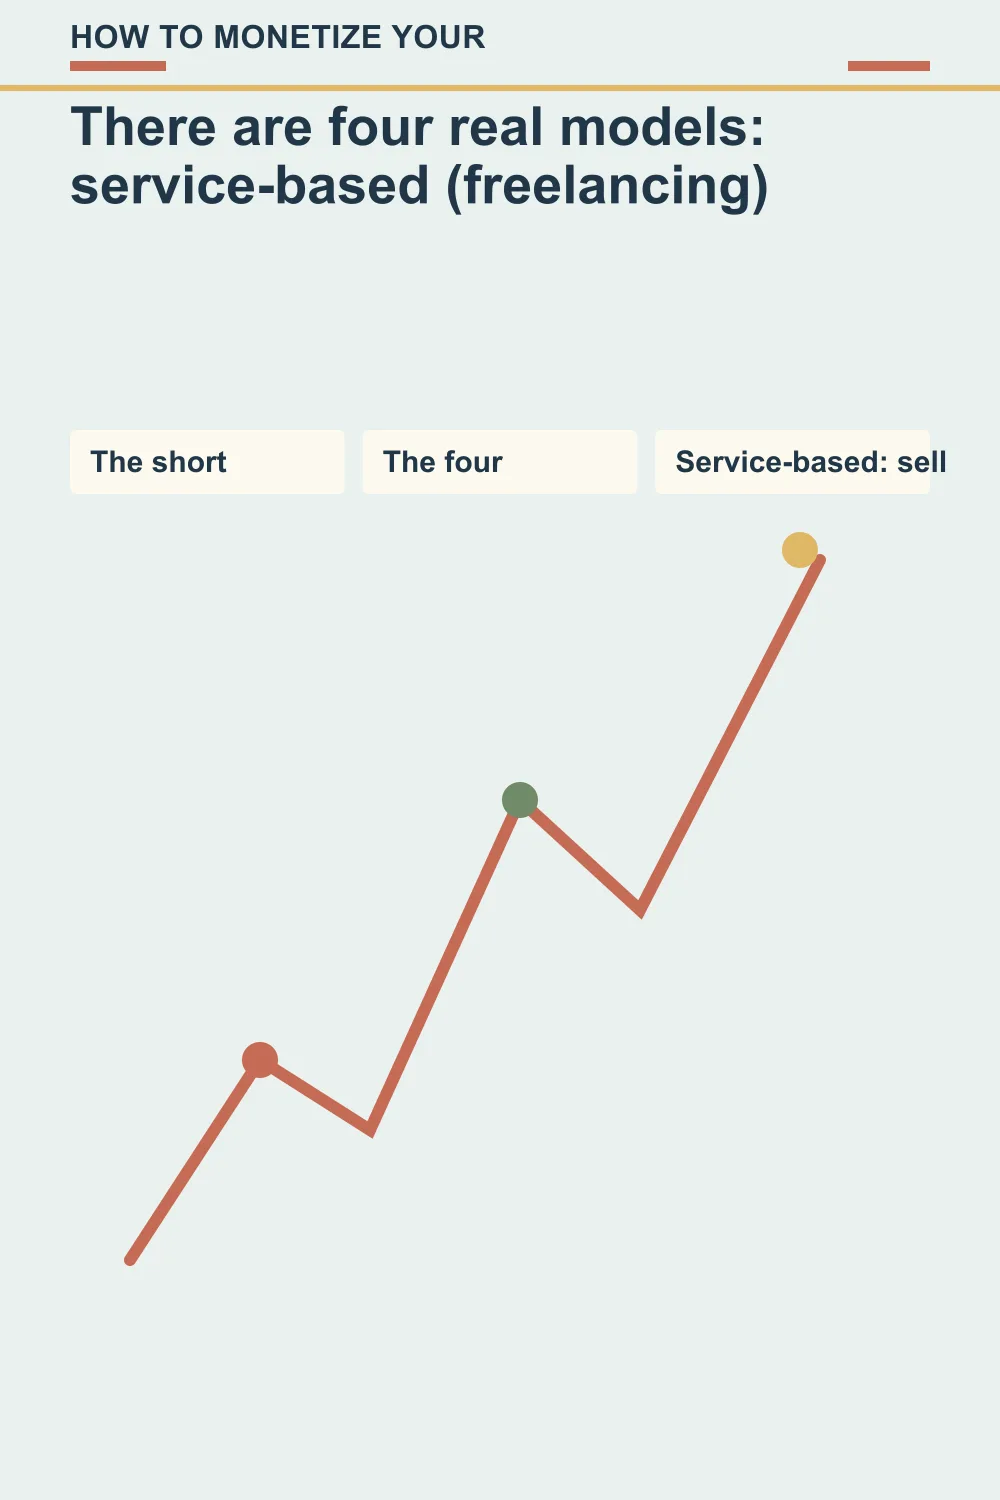 HOW TO MONETIZE YOUR
There are four real models:
service-based (freelancing)
The short
The four
Service-based: sell